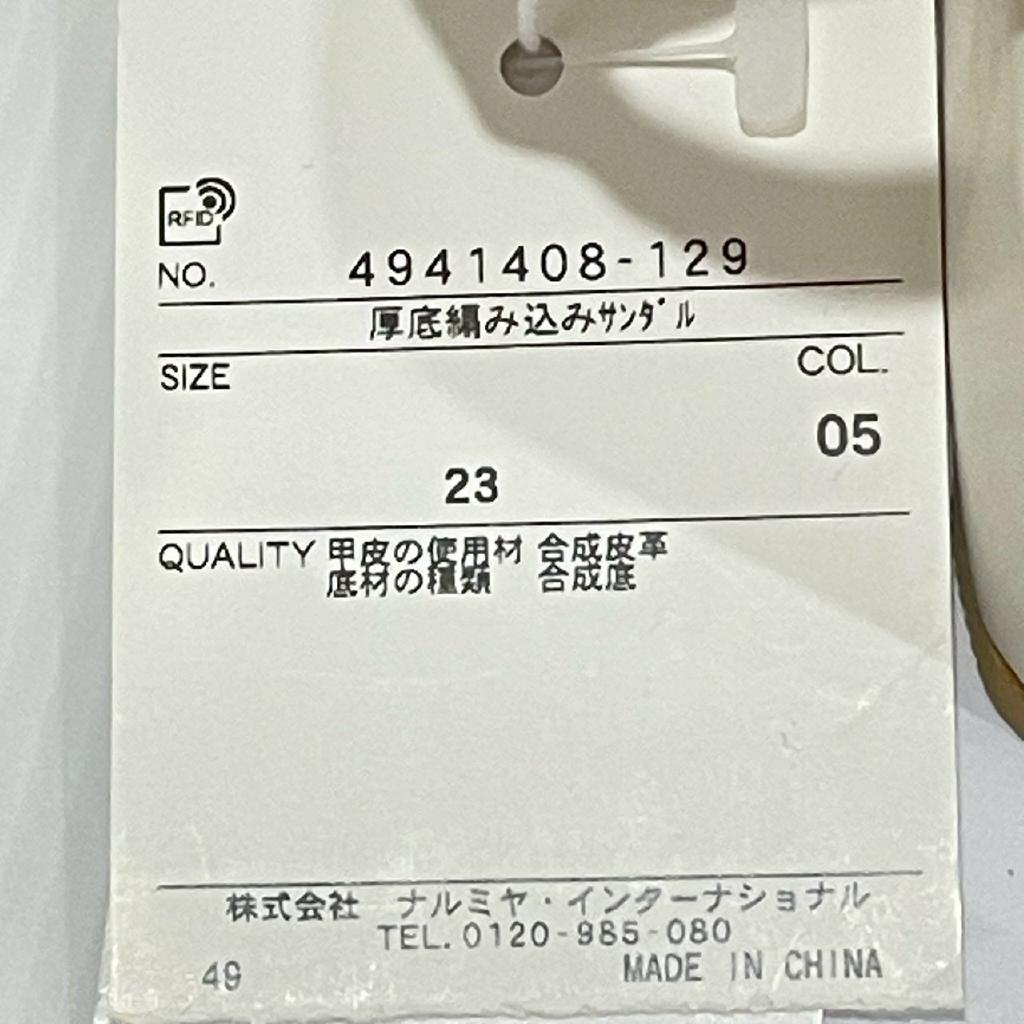 RFID
NO. 4941408-129
厚底編み込みｻﾝﾀﾞﾙ
SIZE COL.
05
23
QUALITY 甲皮の使用材 合成皮革
底材の種類 合成底
株式会社 ナルミヤ・インターナショナル
TEL.0120-985-080
49 MADE IN CHINA